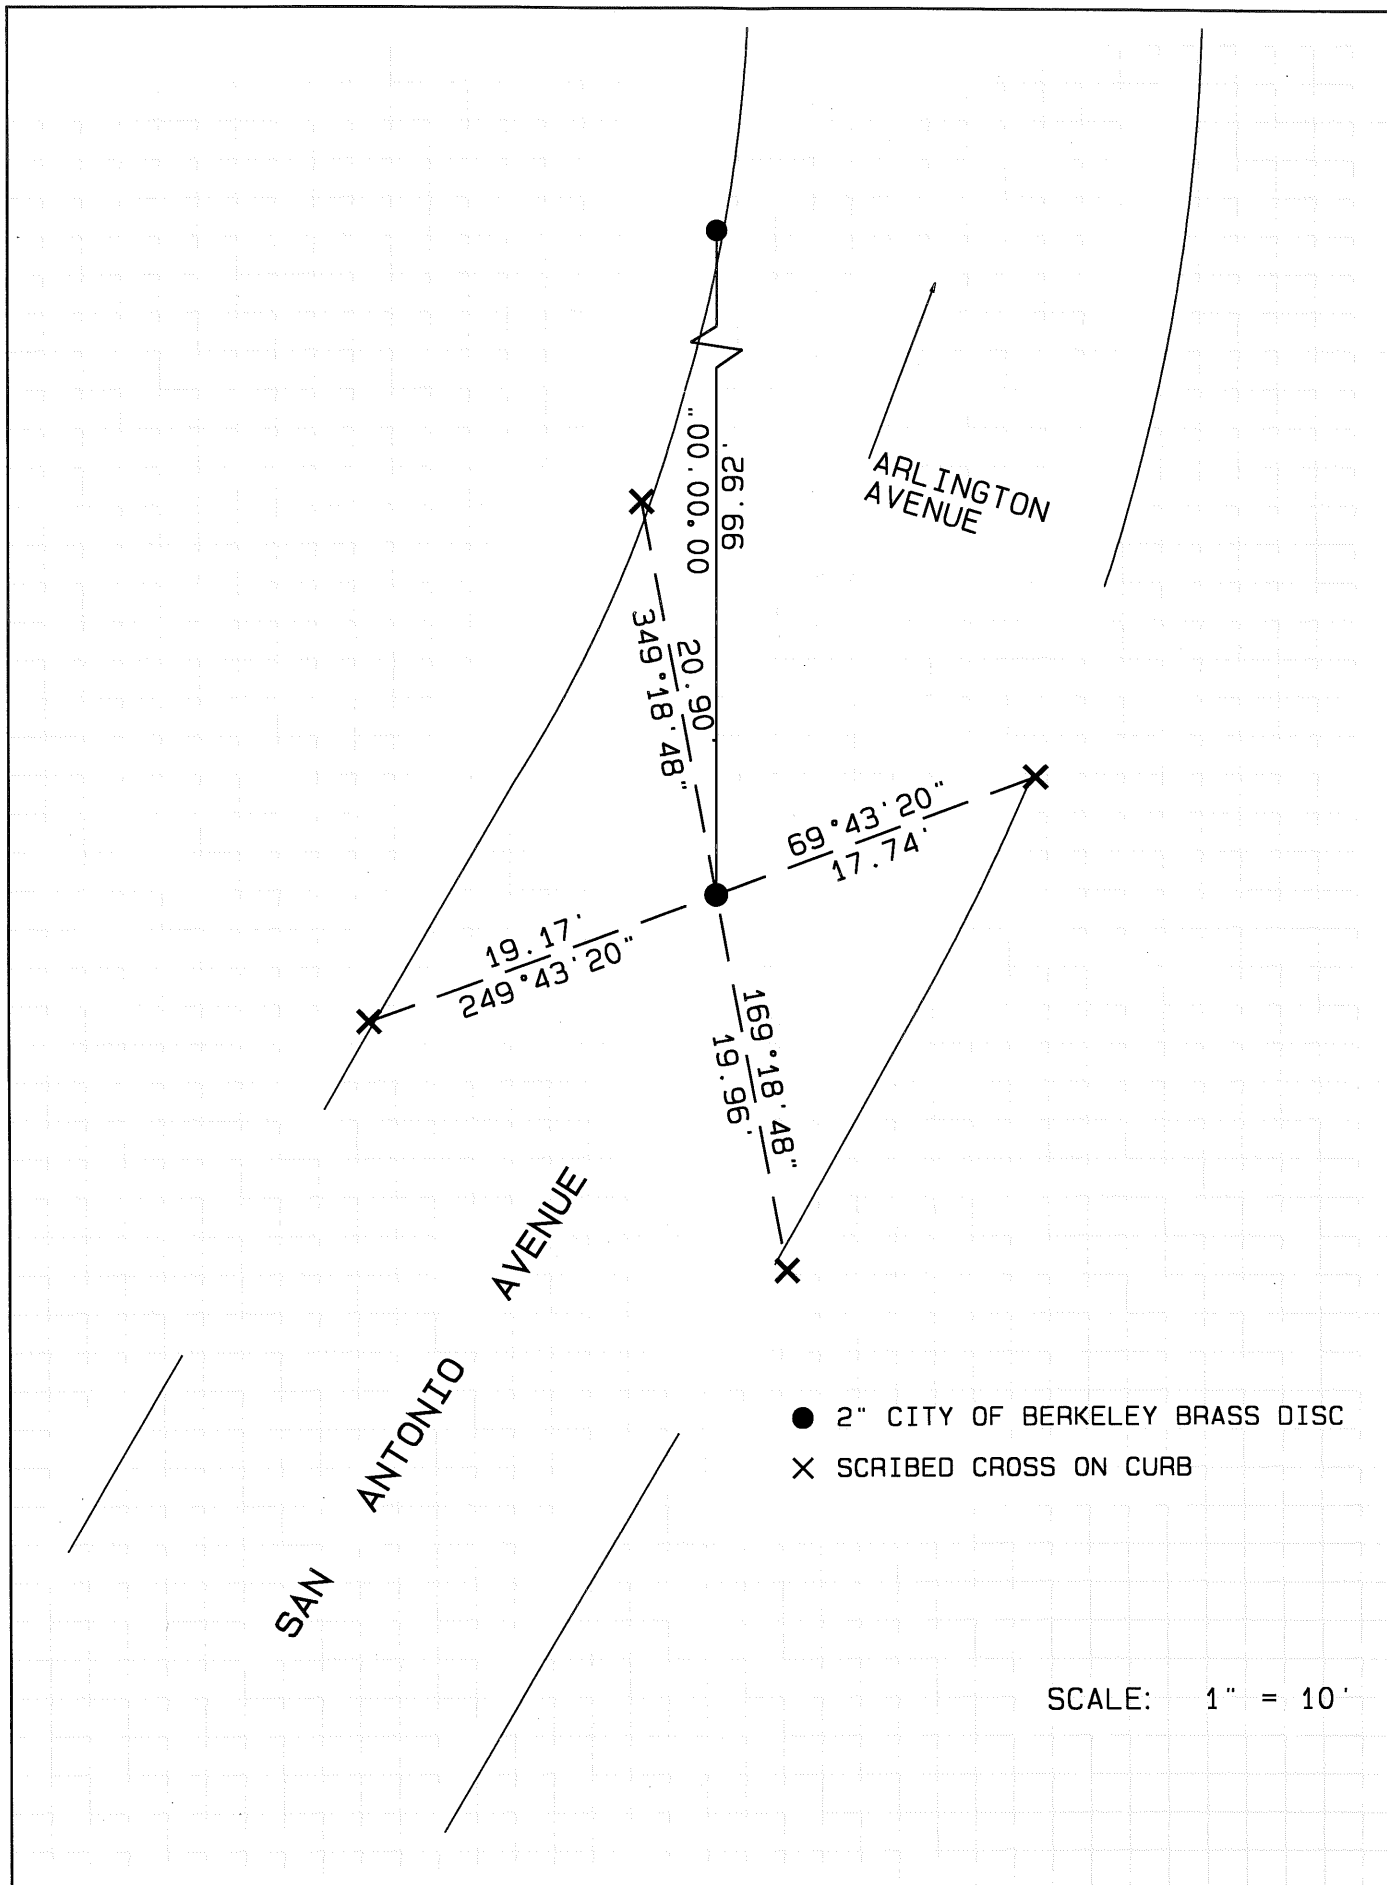 00°00'00"
99.92'
ARLINGTON
AVENUE
20.90'
349°18'48"
69°43'20"
17.74'
19.17'
249°43'20"
169°18'48"
19.96'
SAN ANTONIO AVENUE
2" CITY OF BERKELEY BRASS DISC
SCRIBED CROSS ON CURB
SCALE: 1" = 10'